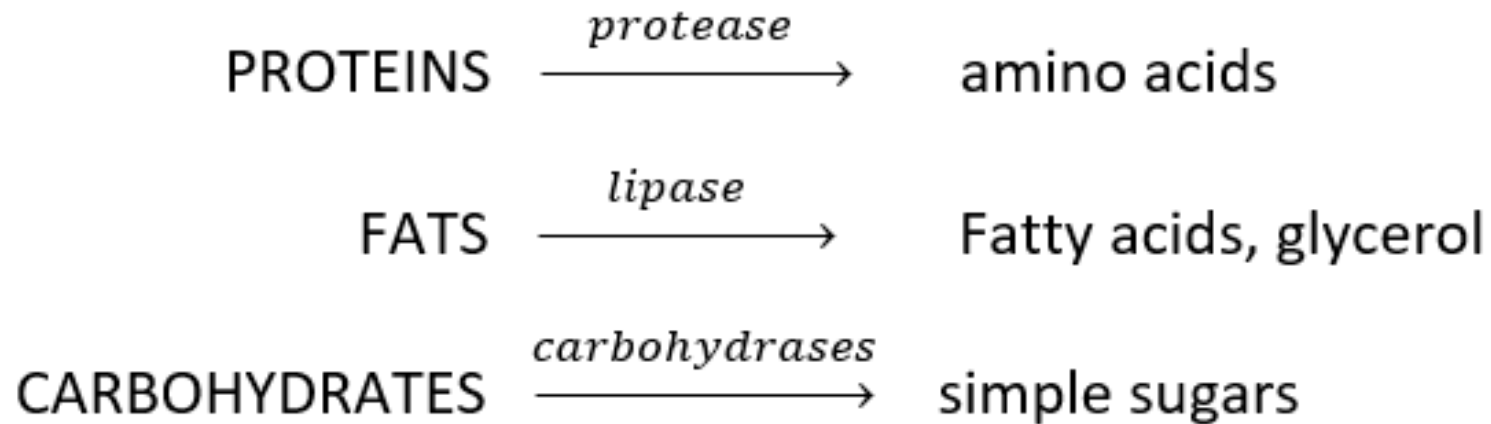 protease
PROTEINS → amino acids
lipase
FATS → Fatty acids, glycerol
carbohydrases
CARBOHYDRATES → simple sugars